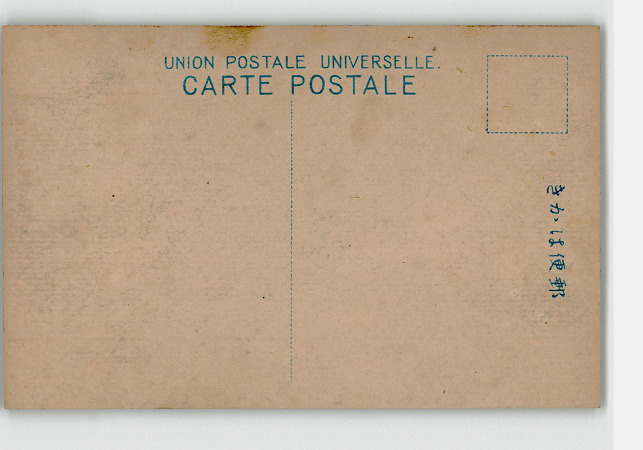 UNION POSTALE UNIVERSELLE.
CARTE POSTALE
きかは便郵